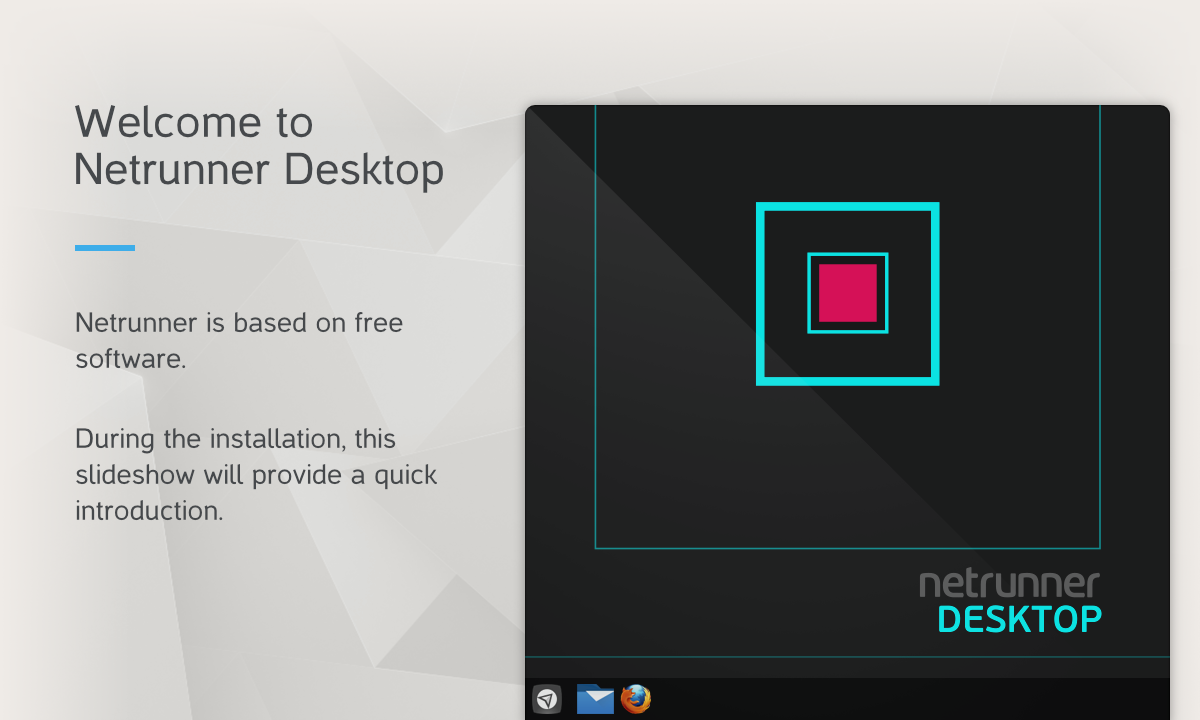 Welcome to
Netrunner Desktop
Netrunner is based on free
software.
During the installation, this
slideshow will provide a quick
introduction.
netrunner
DESKTOP